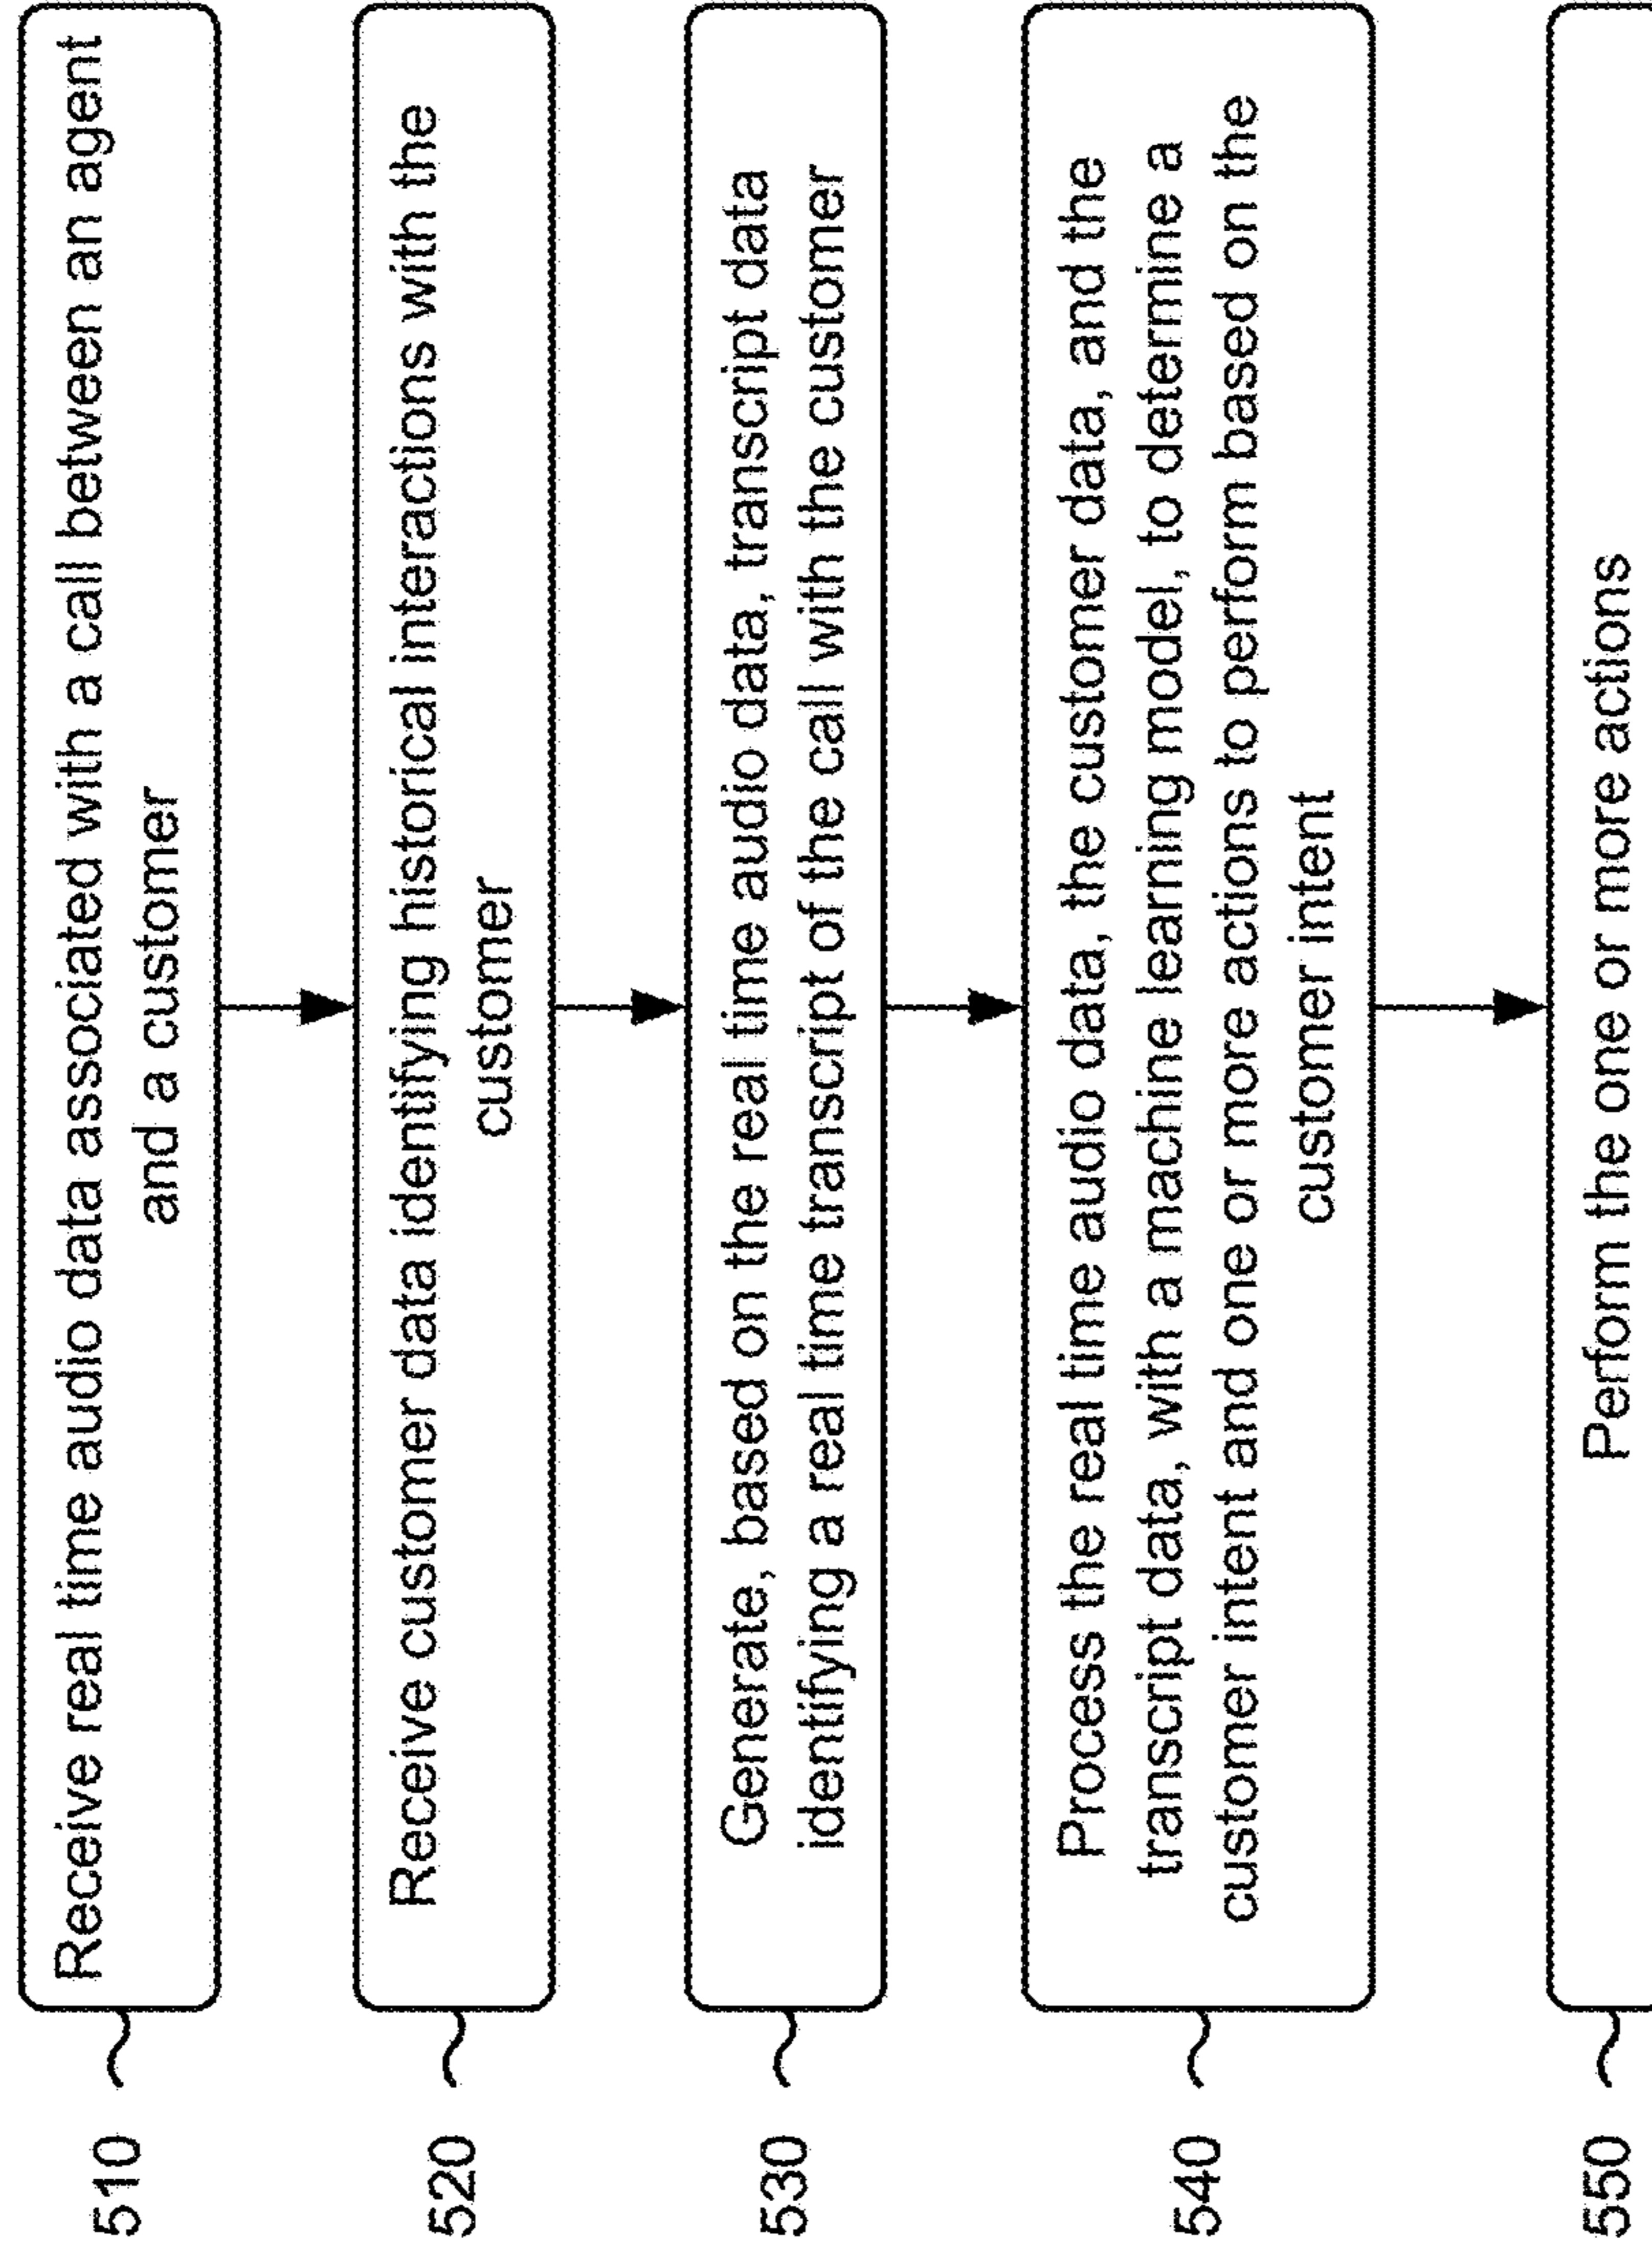 510
Receive real time audio data associated with a call between an agent
and a customer
520
Receive customer data identifying historical interactions with the
customer
530
Generate, based on the real time audio data, transcript data
identifying a real time transcript of the call with the customer
540
Process the real time audio data, the customer data, and the
transcript data, with a machine learning model, to determine a
customer intent and one or more actions to perform based on the
customer intent
550
Perform the one or more actions